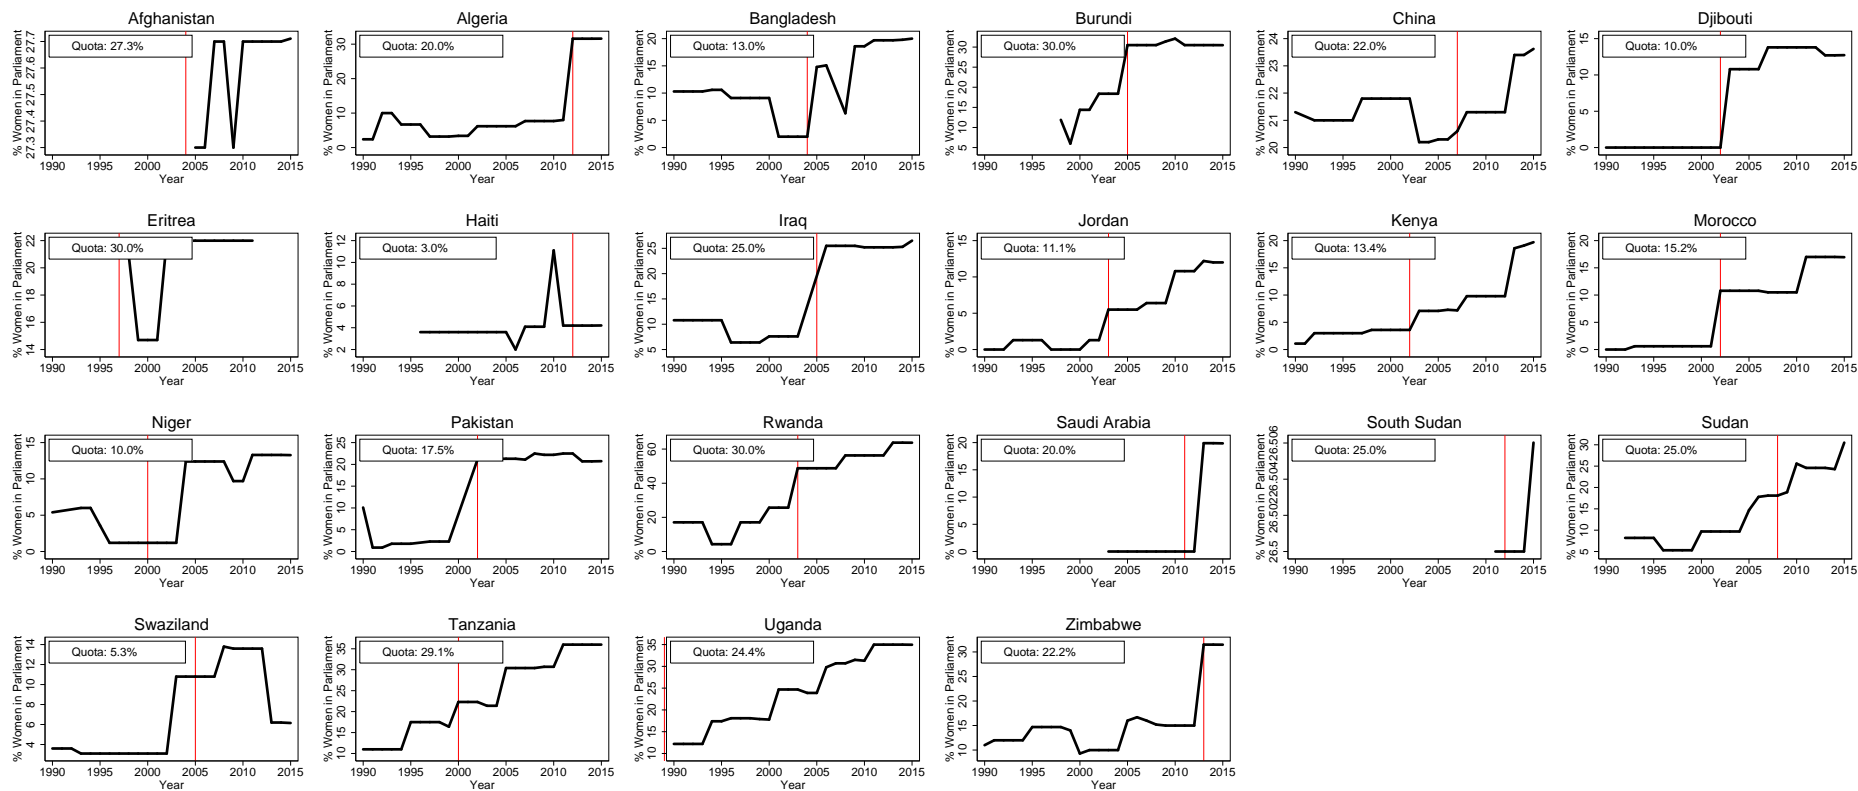 Afghanistan
Quota: 27.3%
% Women in Parliament
27.3 27.4 27.5 27.6 27.7
1990 1995 2000 2005 2010 2015
Year
Algeria
Quota: 20.0%
% Women in Parliament
0 10 20 30
1990 1995 2000 2005 2010 2015
Year
Bangladesh
Quota: 13.0%
% Women in Parliament
0 5 10 15 20
1990 1995 2000 2005 2010 2015
Year
Burundi
Quota: 30.0%
% Women in Parliament
5 10 15 20 25 30
1990 1995 2000 2005 2010 2015
Year
China
Quota: 22.0%
% Women in Parliament
20 21 22 23 24
1990 1995 2000 2005 2010 2015
Year
Djibouti
Quota: 10.0%
% Women in Parliament
0 5 10 15
1990 1995 2000 2005 2010 2015
Year
Eritrea
Quota: 30.0%
% Women in Parliament
14 16 18 20 22
1990 1995 2000 2005 2010 2015
Year
Haiti
Quota: 3.0%
% Women in Parliament
2 4 6 8 10 12
1990 1995 2000 2005 2010 2015
Year
Iraq
Quota: 25.0%
% Women in Parliament
5 10 15 20 25
1990 1995 2000 2005 2010 2015
Year
Jordan
Quota: 11.1%
% Women in Parliament
0 5 10 15
1990 1995 2000 2005 2010 2015
Year
Kenya
Quota: 13.4%
% Women in Parliament
0 5 10 15 20
1990 1995 2000 2005 2010 2015
Year
Morocco
Quota: 15.2%
% Women in Parliament
0 5 10 15 20
1990 1995 2000 2005 2010 2015
Year
Niger
Quota: 10.0%
% Women in Parliament
0 5 10 15
1990 1995 2000 2005 2010 2015
Year
Pakistan
Quota: 17.5%
% Women in Parliament
0 5 10 15 20 25
1990 1995 2000 2005 2010 2015
Year
Rwanda
Quota: 30.0%
% Women in Parliament
0 20 40 60
1990 1995 2000 2005 2010 2015
Year
Saudi Arabia
Quota: 20.0%
% Women in Parliament
0 5 10 15 20
1990 1995 2000 2005 2010 2015
Year
South Sudan
Quota: 25.0%
% Women in Parliament
26.5 26.502 26.504 26.506
1990 1995 2000 2005 2010 2015
Year
Sudan
Quota: 25.0%
% Women in Parliament
5 10 15 20 25 30
1990 1995 2000 2005 2010 2015
Year
Swaziland
Quota: 5.3%
% Women in Parliament
4 6 8 10 12 14
1990 1995 2000 2005 2010 2015
Year
Tanzania
Quota: 29.1%
% Women in Parliament
10 15 20 25 30 35
1990 1995 2000 2005 2010 2015
Year
Uganda
Quota: 24.4%
% Women in Parliament
10 15 20 25 30 35
1990 1995 2000 2005 2010 2015
Year
Zimbabwe
Quota: 22.2%
% Women in Parliament
10 15 20 25 30
1990 1995 2000 2005 2010 2015
Year